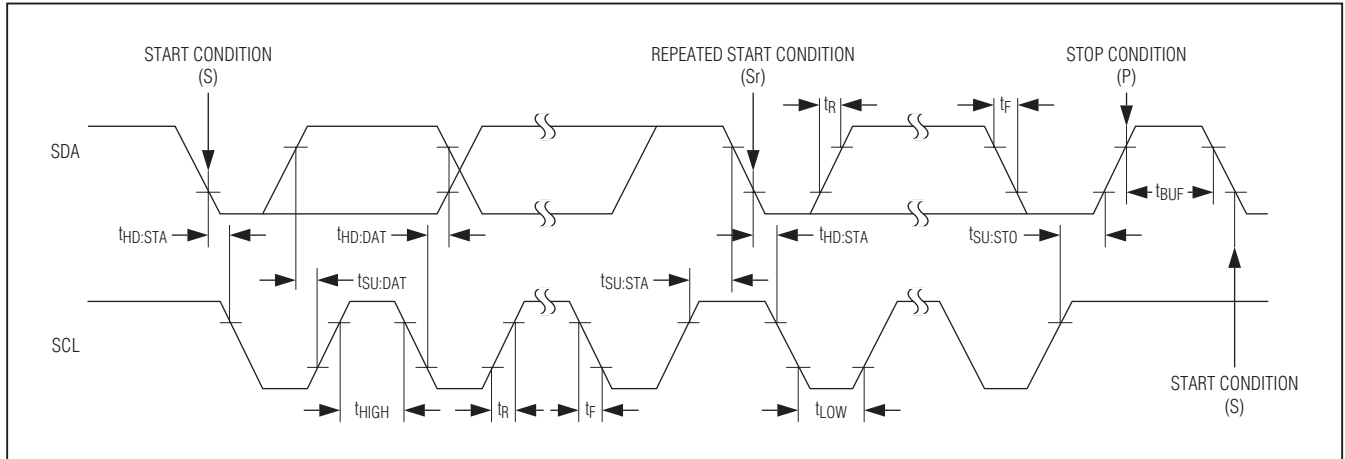 START CONDITION
(S)
REPEATED START CONDITION
(Sr)
STOP CONDITION
(P)
tR
tF
SDA
tBUF
tHD:STA
tHD:DAT
tHD:STA
tSU:STO
tSU:DAT
tSU:STA
SCL
tHIGH
tR
tF
tLOW
START CONDITION
(S)